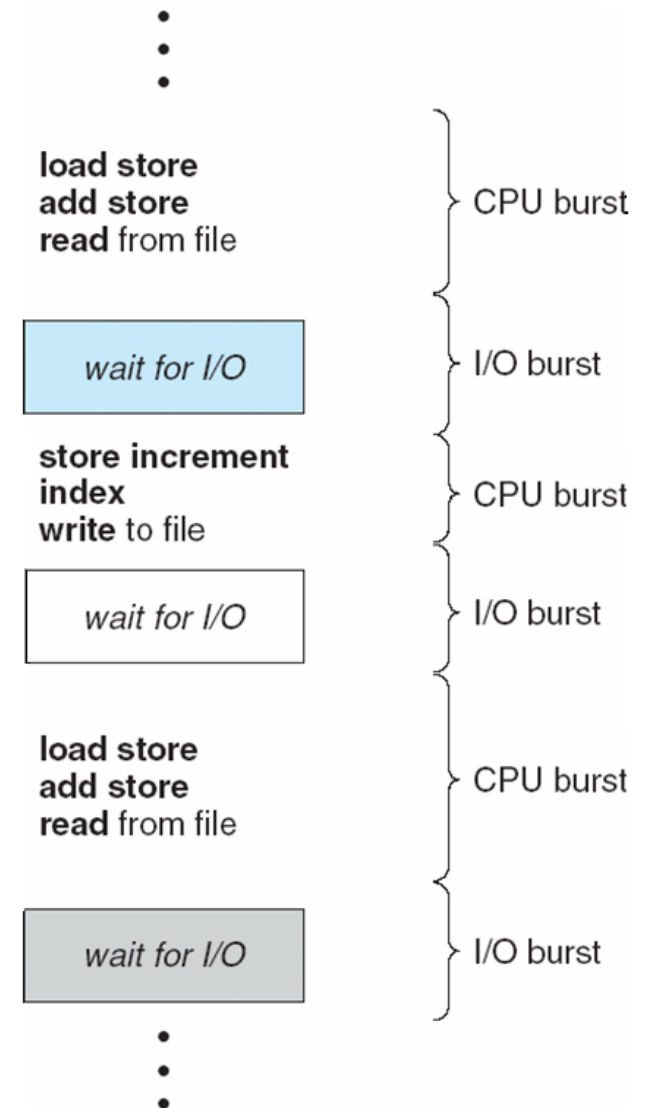 load store
add store
read from file
CPU burst
wait for I/O
I/O burst
store increment
index
write to file
CPU burst
wait for I/O
I/O burst
load store
add store
read from file
CPU burst
wait for I/O
I/O burst